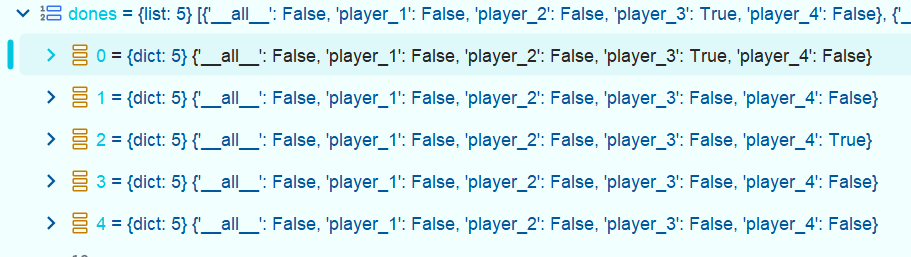 dones = {list: 5} [{'__all__': False, 'player_1': False, 'player_2': False, 'player_3': True, 'player_4': False}, {'_
0 = {dict: 5} {'__all__': False, 'player_1': False, 'player_2': False, 'player_3': True, 'player_4': False}
1 = {dict: 5} {'__all__': False, 'player_1': False, 'player_2': False, 'player_3': False, 'player_4': False}
2 = {dict: 5} {'__all__': False, 'player_1': False, 'player_2': False, 'player_3': False, 'player_4': True}
3 = {dict: 5} {'__all__': False, 'player_1': False, 'player_2': False, 'player_3': False, 'player_4': False}
4 = {dict: 5} {'__all__': False, 'player_1': False, 'player_2': False, 'player_3': False, 'player_4': False}